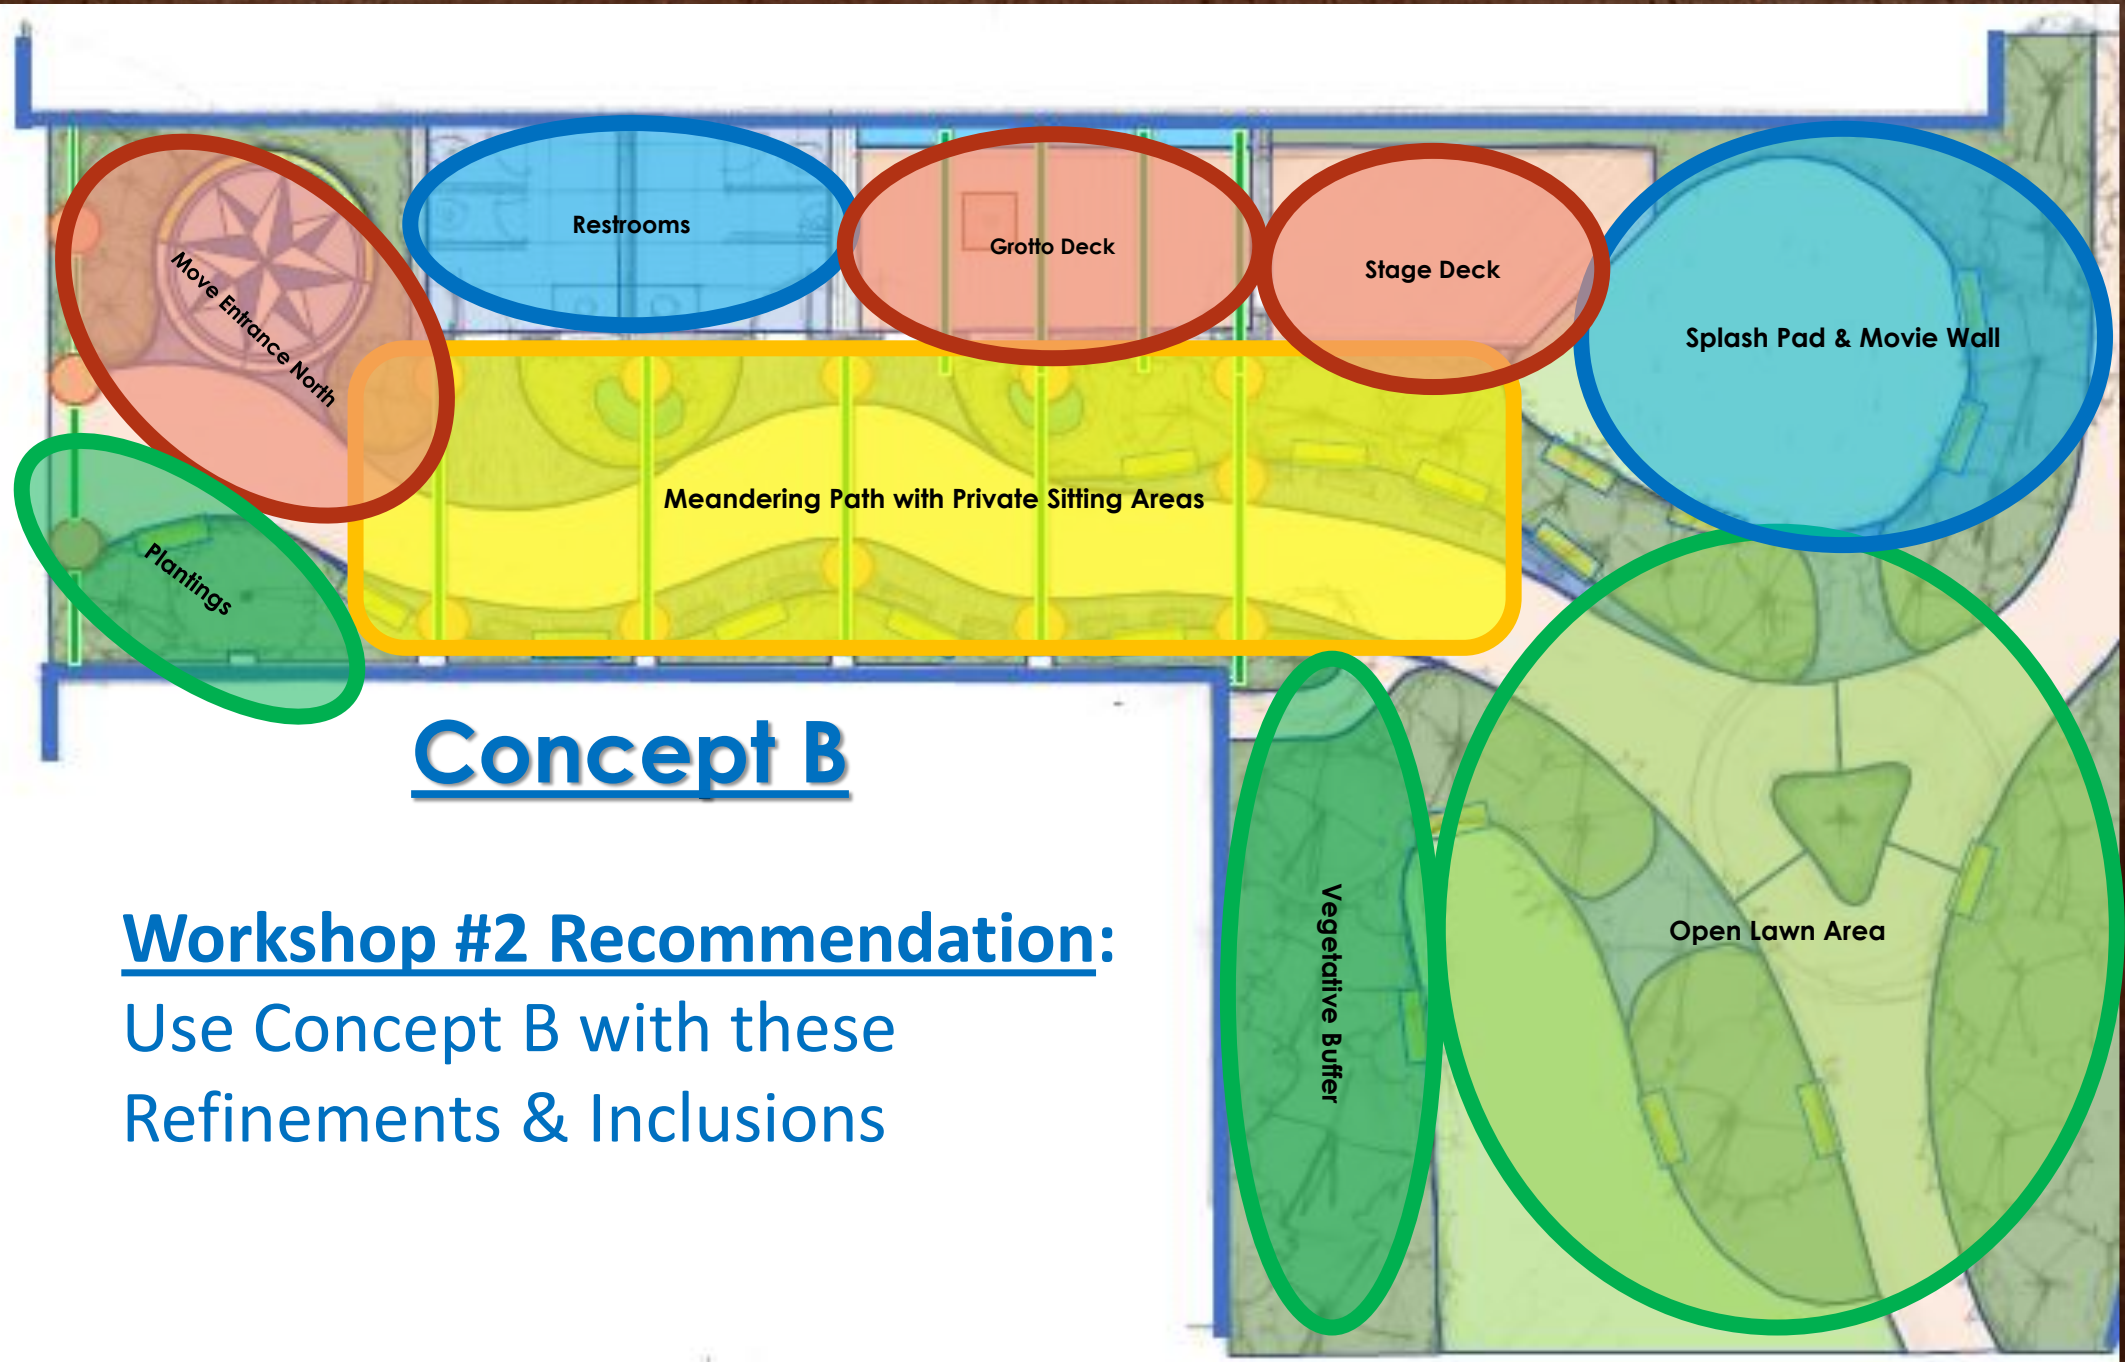 Restrooms
Grotto Deck
Stage Deck
Move Entrance North
Splash Pad & Movie Wall
Meandering Path with Private Sitting Areas
Plantings
Concept B
Workshop #2 Recommendation:
Use Concept B with these
Refinements & Inclusions
Vegetative Buffer
Open Lawn Area